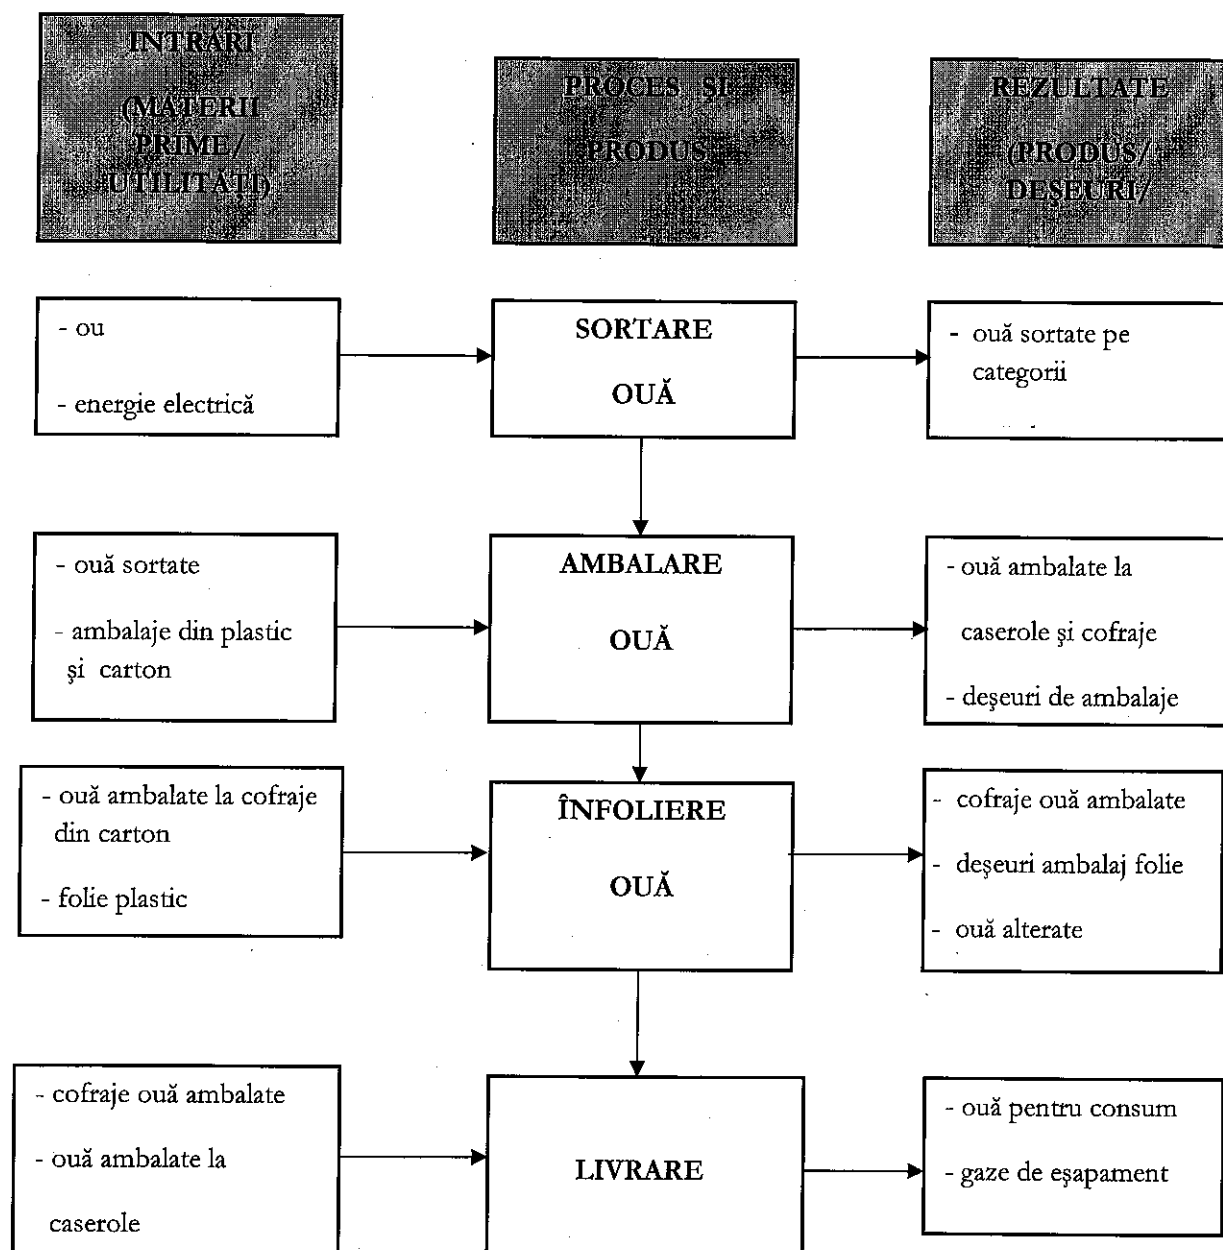 INTRĂRI
(MATERII
PRIME/
UTILITĂȚI)
PROCES ȘI
PRODUS
REZULTATE
(PRODUS/
DEȘEURI/
- ou
- energie electrică
SORTARE
OUĂ
- ouă sortate pe
categorii
- ouă sortate
- ambalaje din plastic
şi carton
AMBALARE
OUĂ
- ouă ambalate la
caserole şi cofraje
- deşeuri de ambalaje
- ouă ambalate la cofraje
din carton
- folie plastic
ÎNFOLIERE
OUĂ
- cofraje ouă ambalate
- deşeuri ambalaj folie
- ouă alterate
- cofraje ouă ambalate
- ouă ambalate la
caserole
LIVRARE
- ouă pentru consum
- gaze de eşapament